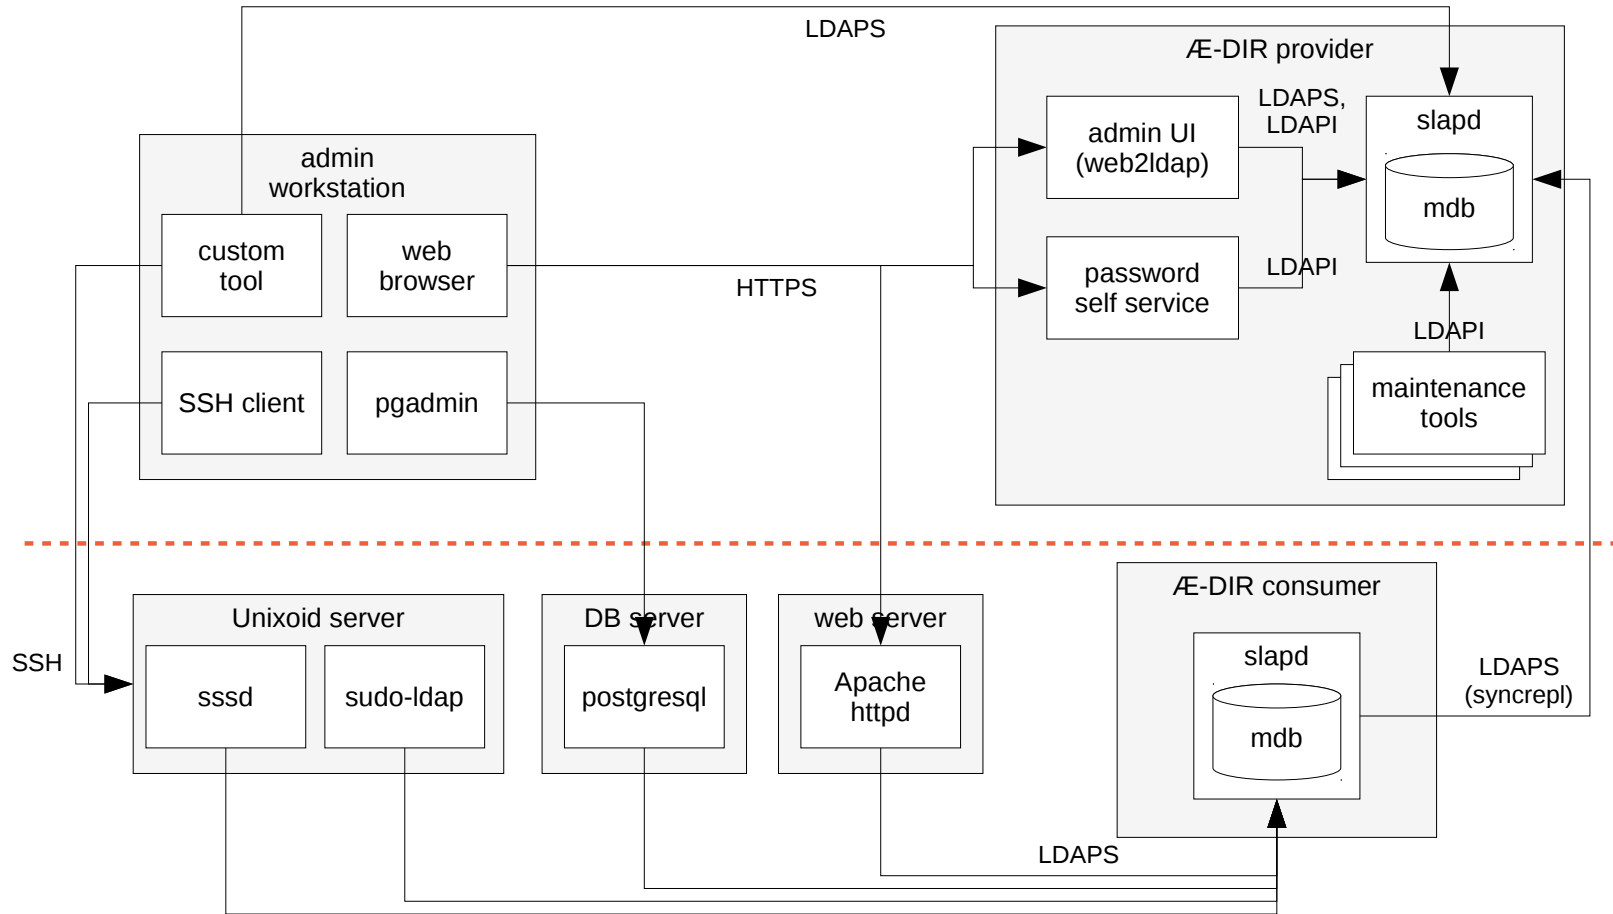 LDAPS
Æ-DIR provider
admin UI
(web2ldap)
LDAPS,
LDAPI
slapd
mdb
admin
workstation
custom
tool
web
browser
HTTPS
password
self service
LDAPI
LDAPI
maintenance
tools
SSH client
pgadmin
Æ-DIR consumer
Unixoid server
DB server
web server
SSH
sssd
sudo-ldap
postgresql
Apache
httpd
slapd
mdb
LDAPS
(syncrepl)
LDAPS